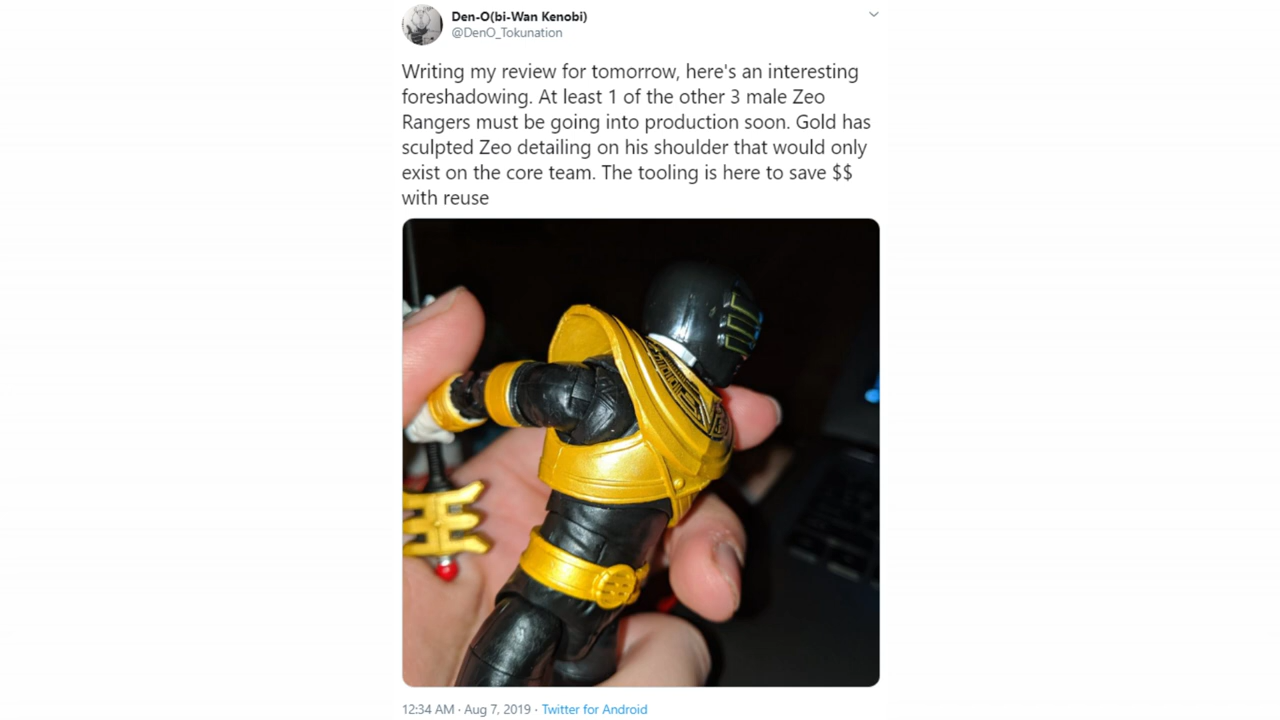 Den-O(bi-Wan Kenobi)
@DenO_Tokunation
Writing my review for tomorrow, here's an interesting
foreshadowing. At least 1 of the other 3 male Zeo
Rangers must be going into production soon. Gold has
sculpted Zeo detailing on his shoulder that would only
exist on the core team. The tooling is here to save $$
with reuse
12:34 AM · Aug 7, 2019 · Twitter for Android